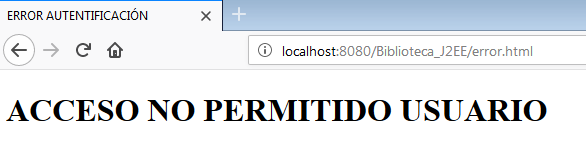 ERROR AUTENTIFICACIÓN
localhost:8080/Biblioteca_J2EE/error.html
ACCESO NO PERMITIDO USUARIO